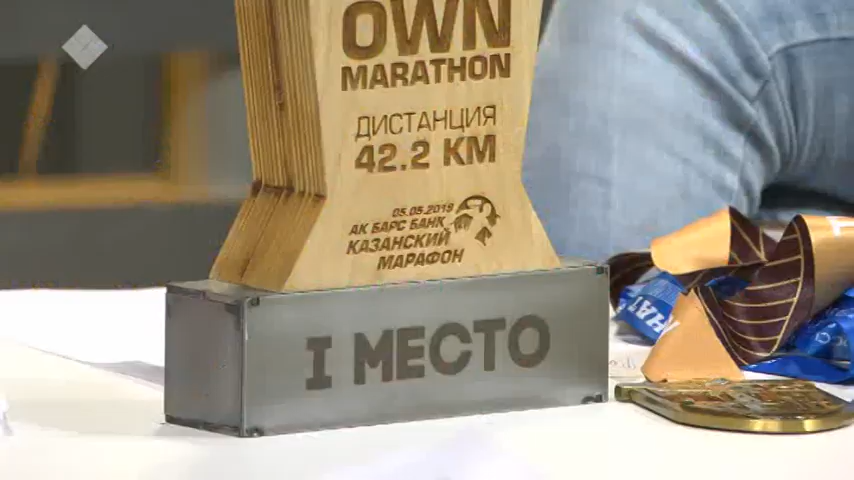 OWN
MARATHON
ДИСТАНЦИЯ
42.2 КМ
05.05.2019
АК БАРС БАНК
КАЗАНСКИЙ
МАРАФОН
I МЕСТО